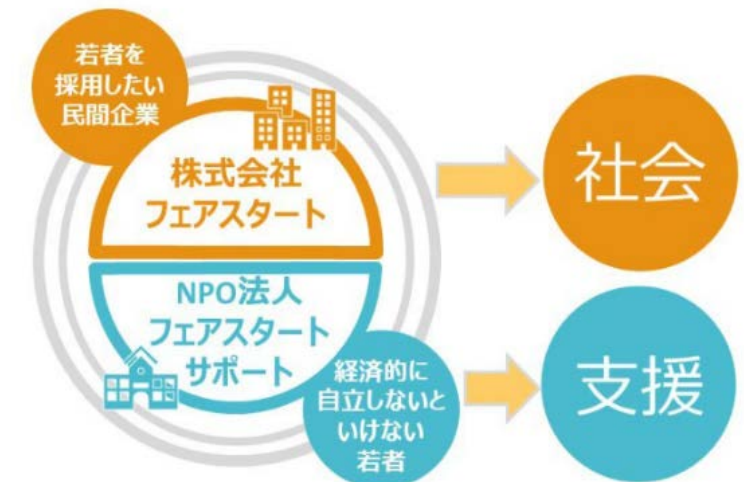 若者を
採用したい
民間企業
株式会社
フェアスタート
社会
NPO法人
フェアスタート
サポート
経済的に
自立しないと
いけない
若者
支援